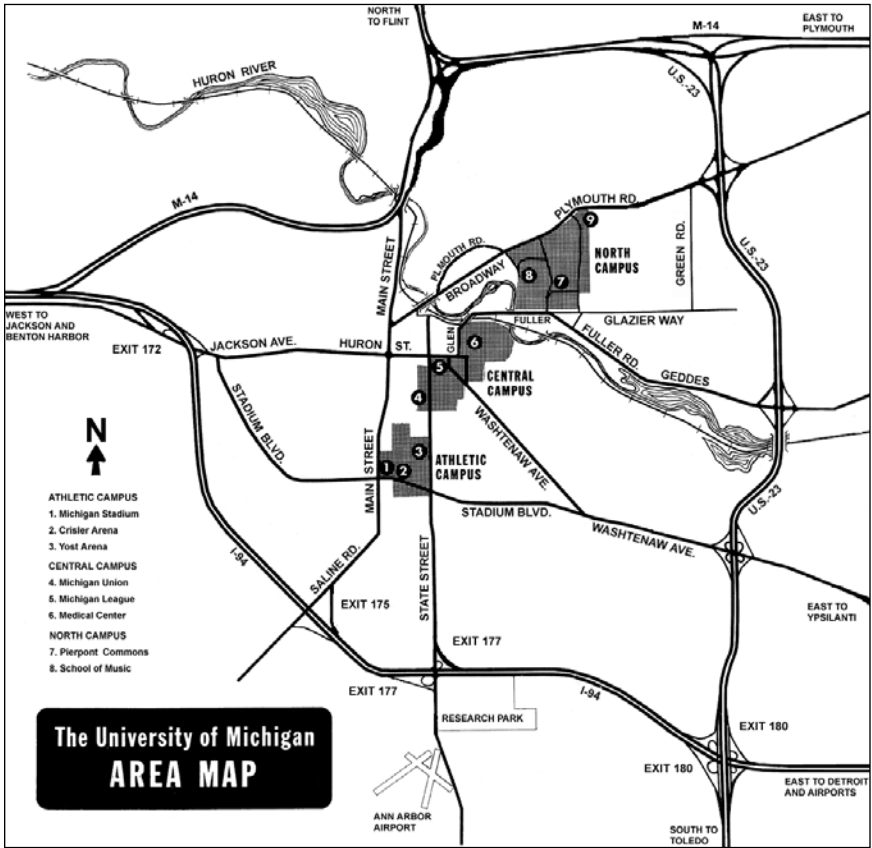 NORTH
TO FLINT
M-14
EAST TO
PLYMOUTH
U.S.-23
HURON RIVER
M-14
PLYMOUTH RD.
9
PLMOUTH RD.
BROADWAY
NORTH
CAMPUS
8
7
GREEN RD.
U.S.-23
MAIN STREET
WEST TO
JACKSON AND
BENTON HARBOR
EXIT 172
JACKSON AVE.
HURON ST.
GLEN
FULLER
GLAZIER WAY
FULLER RD.
GEDDES
6
5
4
CENTRAL
CAMPUS
STADIUM BLVD.
WASHTENAW AVE.
MAIN STREET
1
2
3
ATHLETIC
CAMPUS
STADIUM BLVD.
WASHTENAW AVE.
U.S.-23
N
ATHLETIC CAMPUS
1. Michigan Stadium
2. Crisler Arena
3. Yost Arena
CENTRAL CAMPUS
4. Michigan Union
5. Michigan League
6. Medical Center
NORTH CAMPUS
7. Pierpont Commons
8. School of Music
I-94
SALINE RD.
EXIT 175
STATE STREET
EXIT 177
EXIT 177
I-94
EAST TO
YPSILANTI
RESEARCH PARK
EXIT 180
EXIT 180
EAST TO DETROIT
AND AIRPORTS
ANN ARBOR
AIRPORT
SOUTH TO
TOLEDO
The University of Michigan
AREA MAP